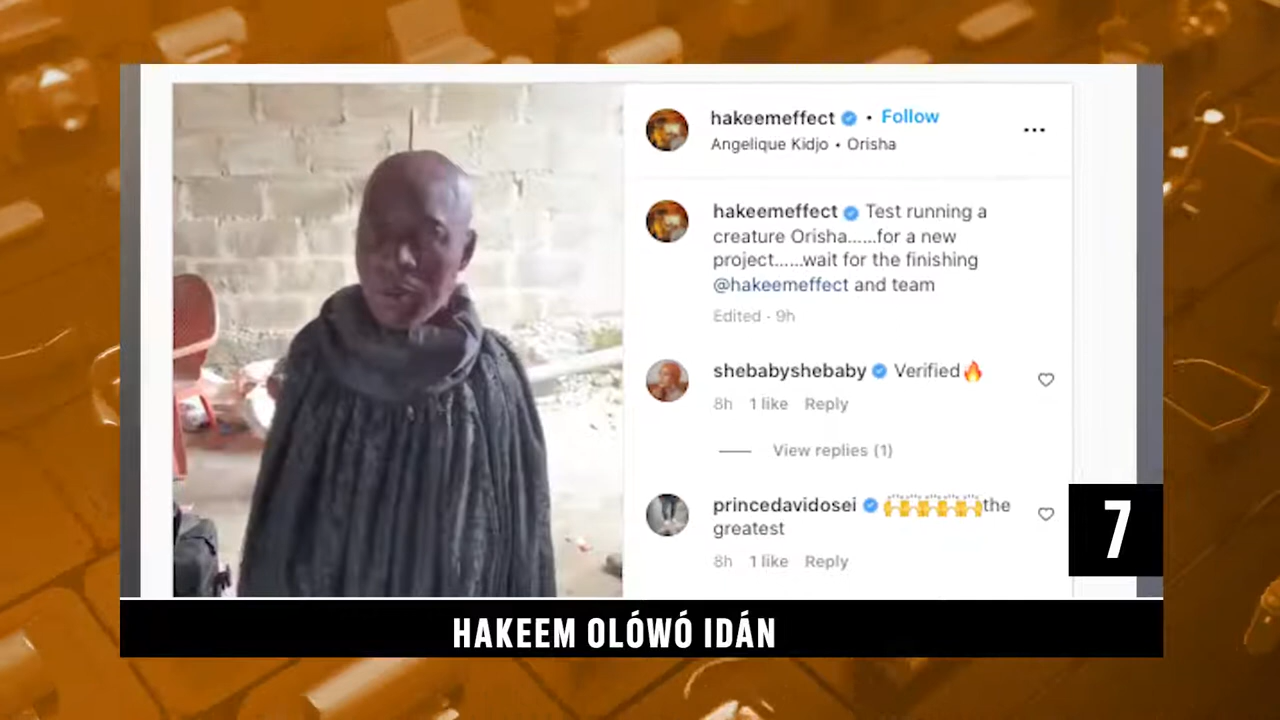 hakeemeffect • Follow
Angelique Kidjo • Orisha
hakeemeffect Test running a
creature Orisha......for a new
project......wait for the finishing
@hakeemeffect and team
Edited · 9h
shebabyshebaby Verified🔥
8h 1 like Reply
View replies (1)
princedavidosei 🙌🙌🙌🙌the
greatest
8h 1 like Reply
7
HAKEEM OLÓWÓ IDÁN